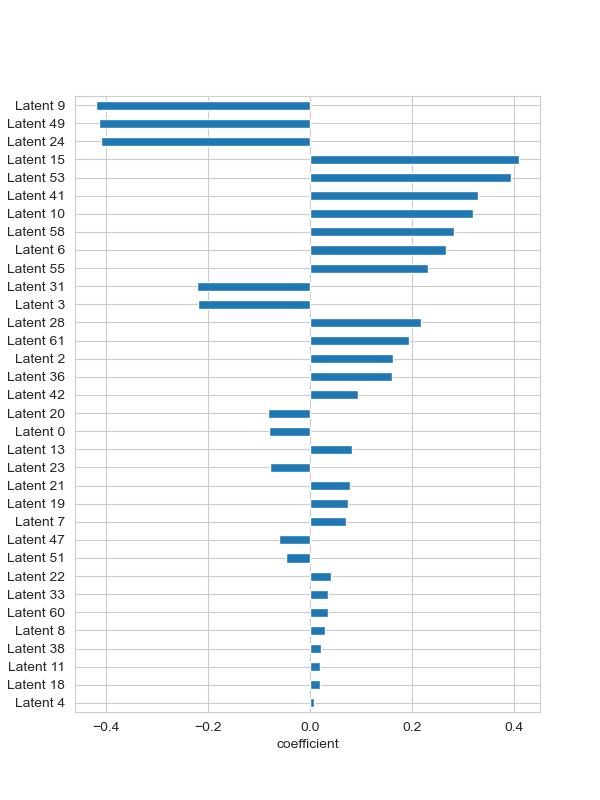 Latent 9
Latent 49
Latent 24
Latent 15
Latent 53
Latent 41
Latent 10
Latent 58
Latent 6
Latent 55
Latent 31
Latent 3
Latent 28
Latent 61
Latent 2
Latent 36
Latent 42
Latent 20
Latent 0
Latent 13
Latent 23
Latent 21
Latent 19
Latent 7
Latent 47
Latent 51
Latent 22
Latent 33
Latent 60
Latent 8
Latent 38
Latent 11
Latent 18
Latent 4
−0.4 −0.2 0.0 0.2 0.4
coefficient